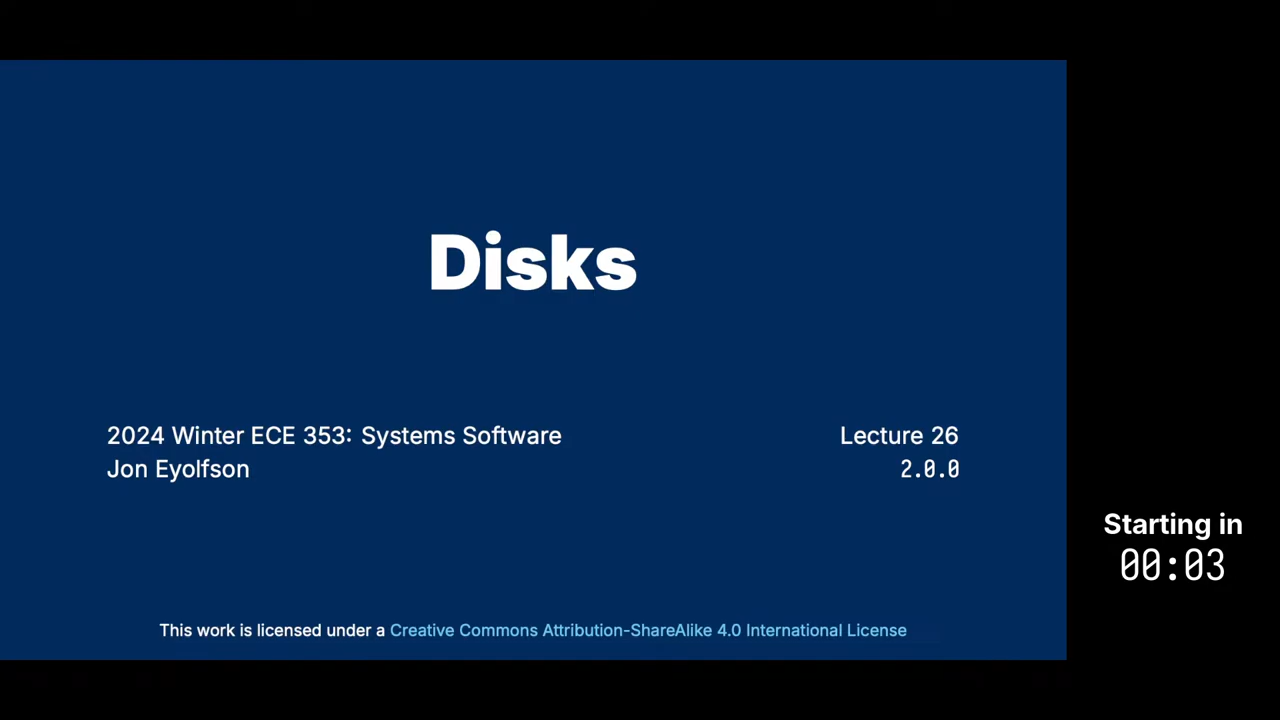 Disks
2024 Winter ECE 353: Systems Software
Lecture 26
Jon Eyolfson
2.0.0
Starting in
00:03
This work is licensed under a Creative Commons Attribution-ShareAlike 4.0 International License